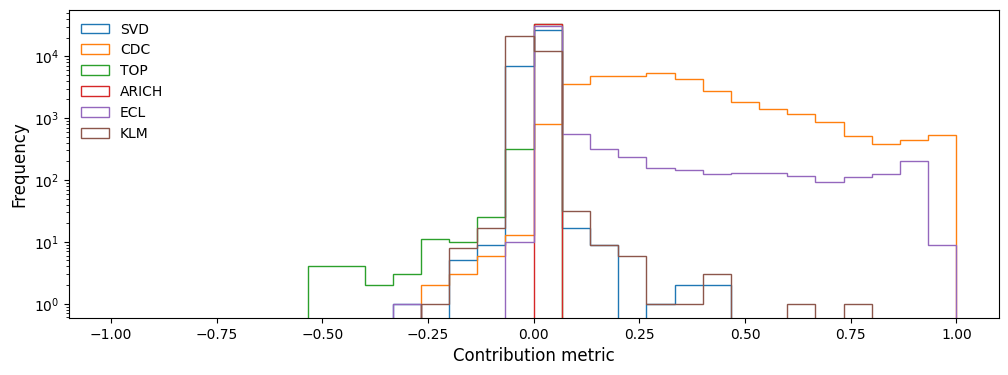 SVD
CDC
TOP
ARICH
ECL
KLM
Frequency
10⁴
10³
10²
10¹
10⁰
−1.00 −0.75 −0.50 −0.25 0.00 0.25 0.50 0.75 1.00
Contribution metric